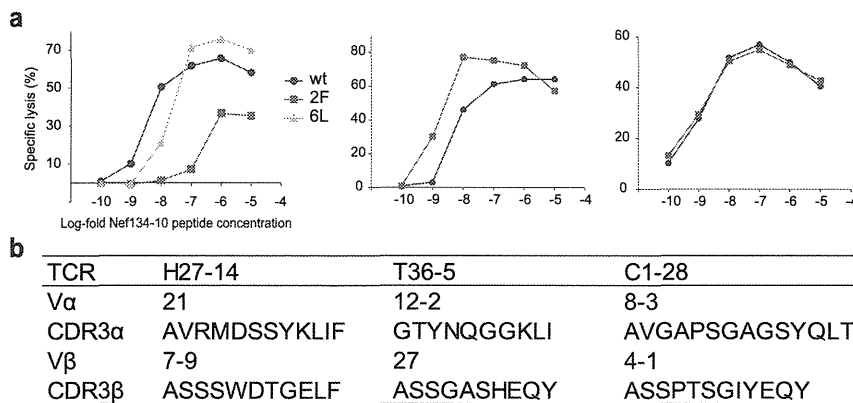 a
70
50
30
10
Specific lysis (%)
-10 -9 -8 -7 -6 -5 -4
Log-fold Nef134-10 peptide concentration
wt
2F
6L
80
60
40
20
0
-10 -9 -8 -7 -6 -5 -4
60
40
20
0
-10 -9 -8 -7 -6 -5 -4
b
TCR H27-14 T36-5 C1-28
Vα 21 12-2 8-3
CDR3α AVRMDSSYKLIF GTYNQGGKLI AVGAPSGAGSYQLT
Vβ 7-9 27 4-1
CDR3β ASSSWDTGELF ASSGASHEQY ASSPTSGIYEQY